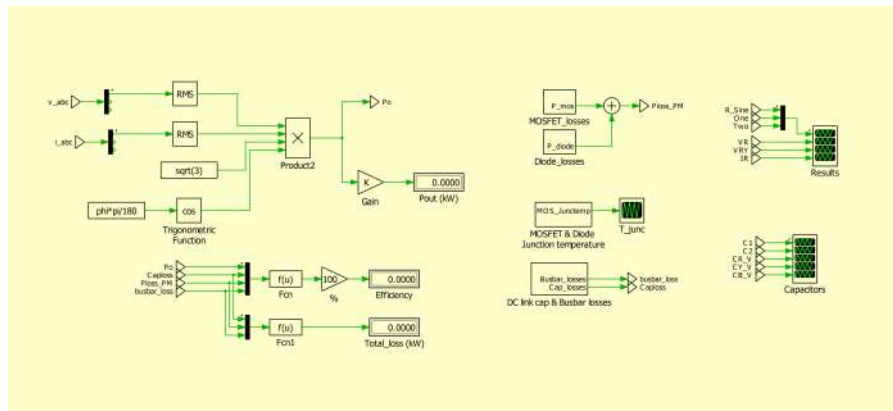 v_abc
RMS
i_abc
RMS
sqrt(3)
phi*pi/180
cos
Trigonometric
Function
Product2
Po
K
Gain
0.0000
Pout (kW)
Po
Caploss
Ploss_PM
busbar_loss
f(u)
Fcn
100
%
0.0000
Efficiency
f(u)
Fcn1
0.0000
Total_loss (kW)
P_mos
MOSFET_losses
P_diode
Diode_losses
Ploss_PM
MOS_Junctemp
MOSFET & Diode
Junction temperature
T_junc
Busbar_losses
Cap_losses
DC link cap & Busbar losses
busbar_loss
Caploss
R_Sine
One
Two
VR
VRY
IR
Results
C1
C2
CR_V
CY_V
CB_V
Capacitors